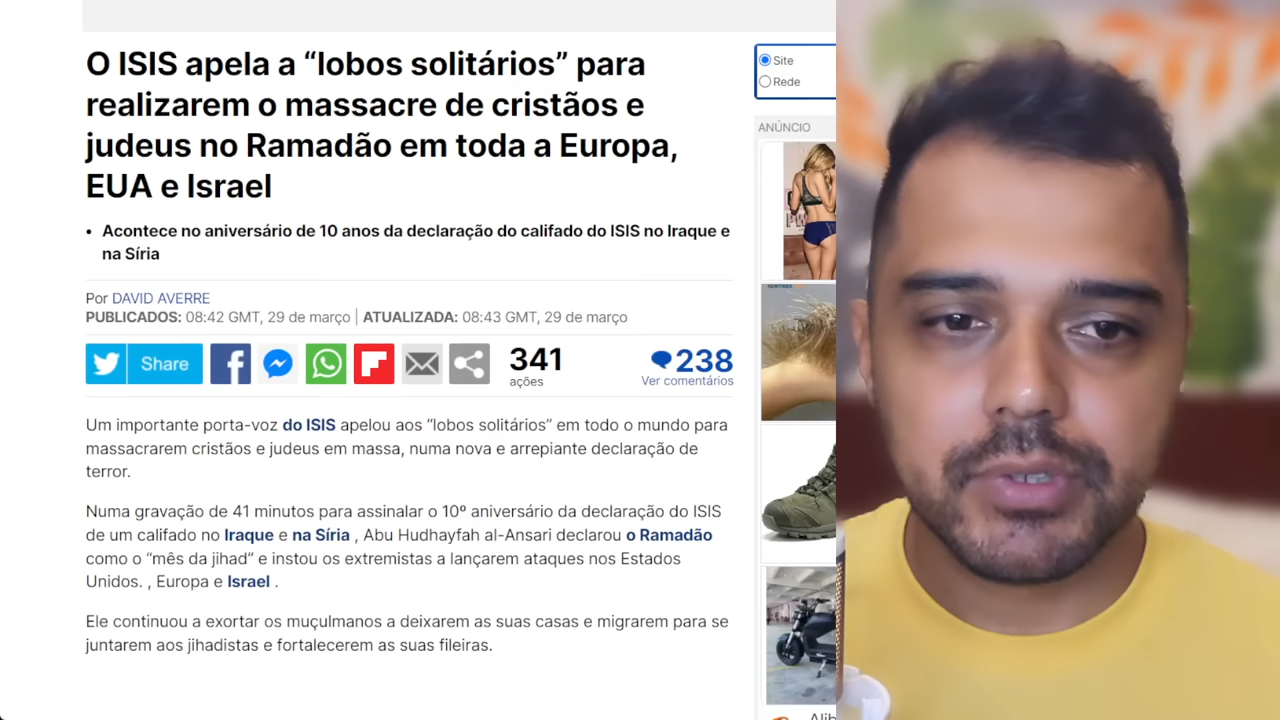 O ISIS apela a “lobos solitários” para
realizarem o massacre de cristãos e
judeus no Ramadão em toda a Europa,
EUA e Israel
• Acontece no aniversário de 10 anos da declaração do califado do ISIS no Iraque e
na Síria
Por DAVID AVERRE
PUBLICADOS: 08:42 GMT, 29 de março | ATUALIZADA: 08:43 GMT, 29 de março
Share
341
ações
238
Ver comentários
Um importante porta-voz do ISIS apelou aos “lobos solitários” em todo o mundo para
massacrarem cristãos e judeus em massa, numa nova e arrepiante declaração de
terror.
Numa gravação de 41 minutos para assinalar o 10º aniversário da declaração do ISIS
de um califado no Iraque e na Síria , Abu Hudhayfah al-Ansari declarou o Ramadão
como o “mês da jihad” e instou os extremistas a lançarem ataques nos Estados
Unidos. , Europa e Israel .
Ele continuou a exortar os muçulmanos a deixarem as suas casas e migrarem para se
juntarem aos jihadistas e fortalecerem as suas fileiras.
Site
Rede
ANÚNCIO